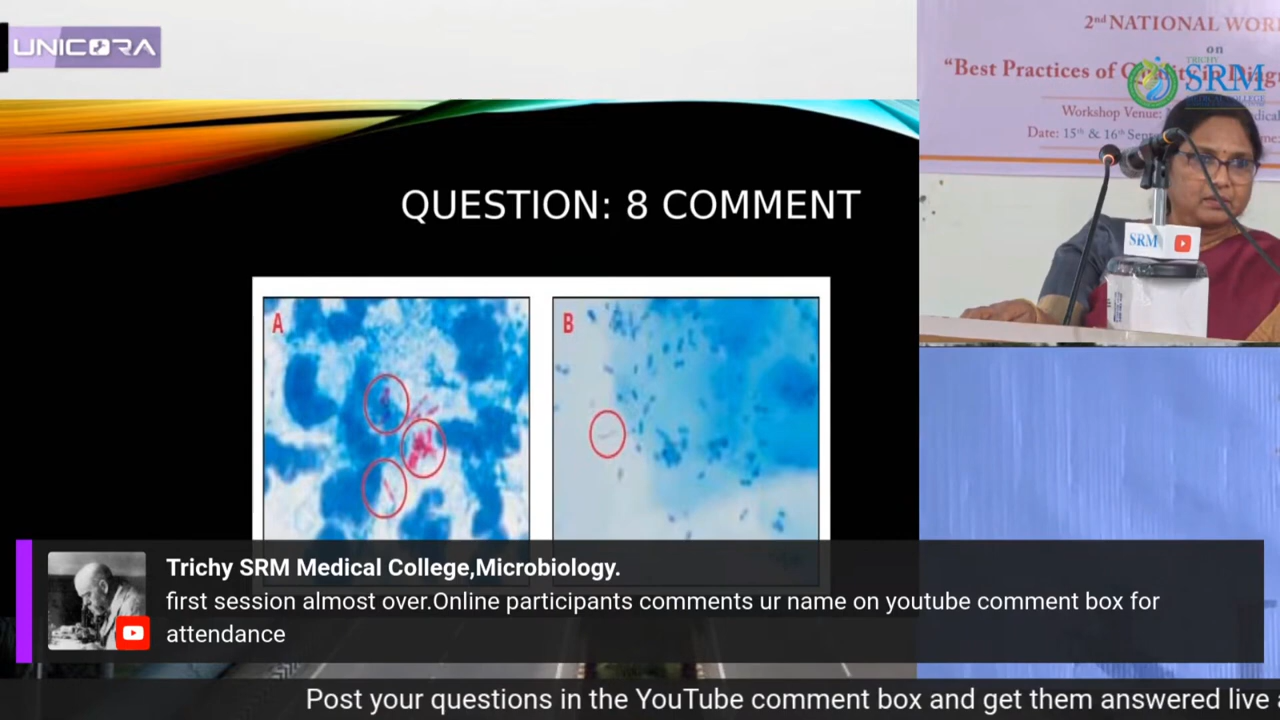 UNICORA
QUESTION: 8 COMMENT
A
B
2nd NATIONAL
on
"Best Practices of
Workshop Venue:
Date: 15th & 16th
TRICHY
SRM
SRM
Trichy SRM Medical College,Microbiology.
first session almost over.Online participants comments ur name on youtube comment box for
attendance
Post your questions in the YouTube comment box and get them answered live